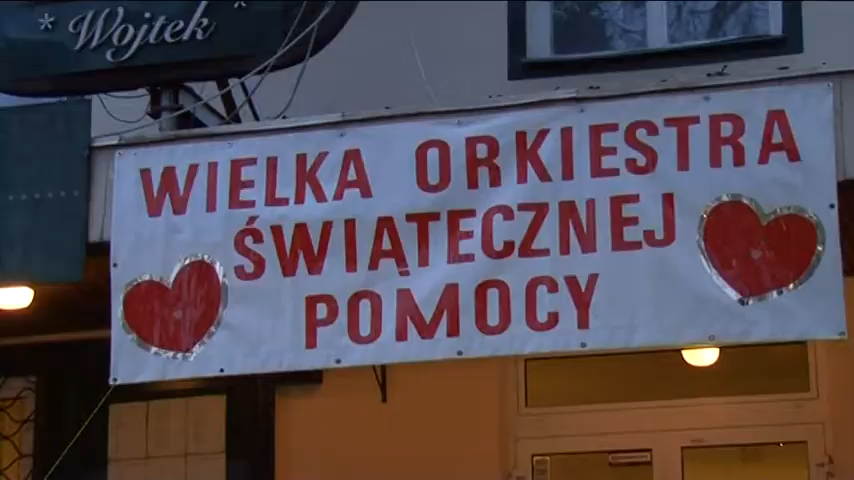 * Wojtek *
WIELKA ORKIESTRA
ŚWIĄTECZNEJ
POMOCY